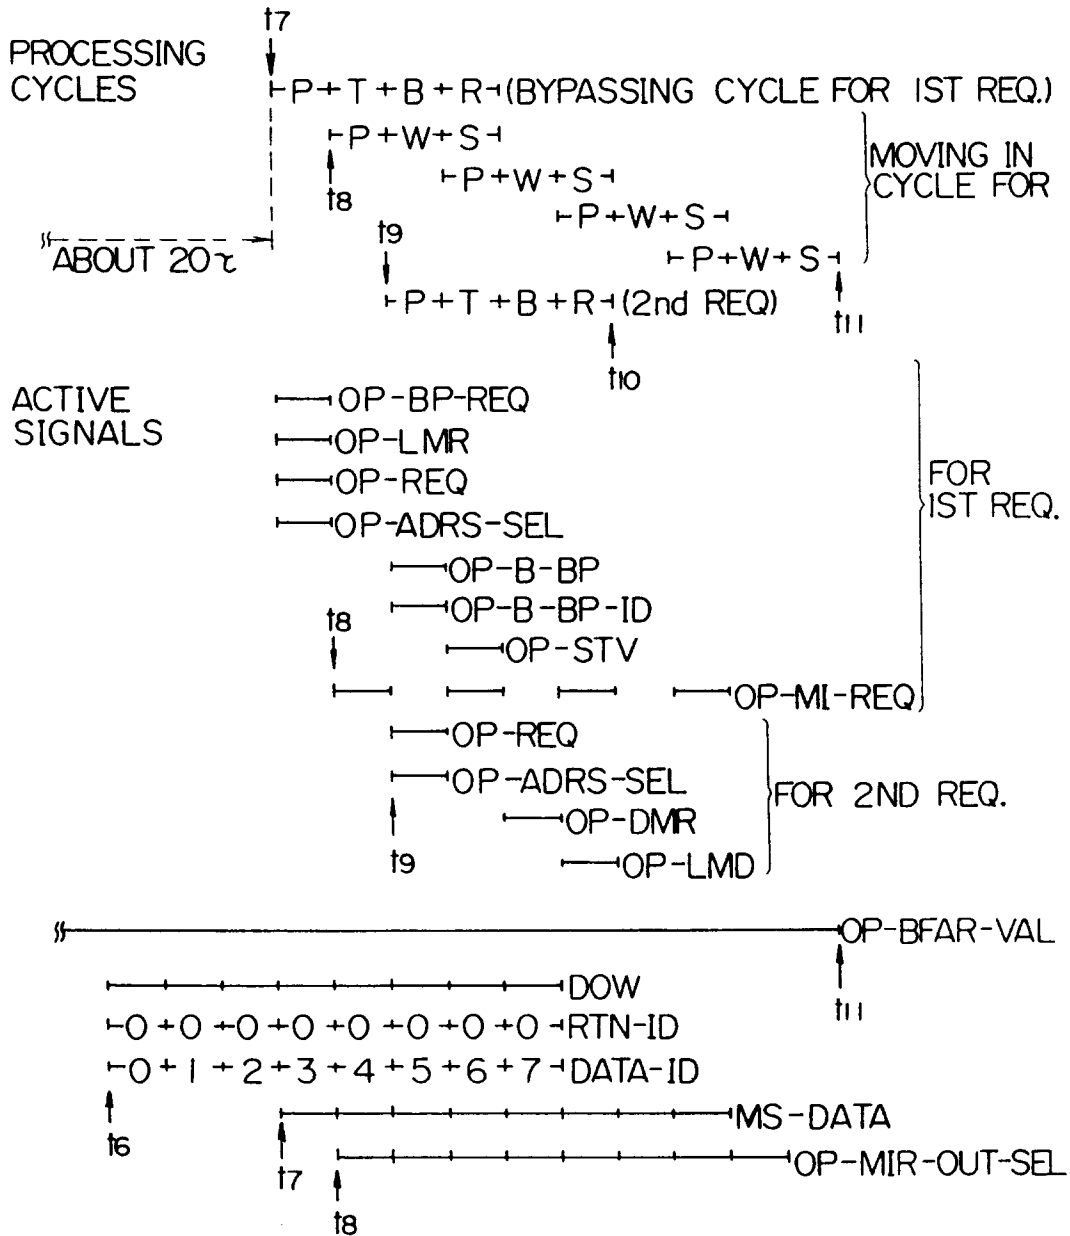 t7
PROCESSING
CYCLES
P+T+B+R (BYPASSING CYCLE FOR 1ST REQ.)
P+W+S
t8
MOVING IN
CYCLE FOR
P+W+S
P+W+S
t9
ABOUT 20τ
P+W+S
P+T+B+R (2nd REQ)
t11
t10
ACTIVE
SIGNALS
OP-BP-REQ
OP-LMR
OP-REQ
OP-ADRS-SEL
FOR
1ST REQ.
OP-B-BP
OP-B-BP-ID
t8
OP-STV
OP-MI-REQ
OP-REQ
OP-ADRS-SEL
FOR 2ND REQ.
OP-DMR
t9
OP-LMD
OP-BFAR-VAL
DOW
t11
0+0+0+0+0+0+0+0 RTN-ID
0+1+2+3+4+5+6+7 DATA-ID
MS-DATA
t6
OP-MIR-OUT-SEL
t7
t8